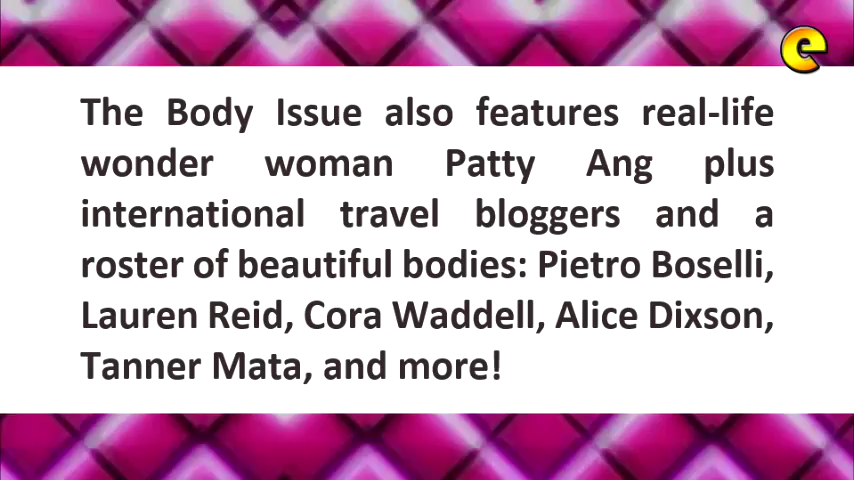 e
The Body Issue also features real-life
wonder woman Patty Ang plus
international travel bloggers and a
roster of beautiful bodies: Pietro Boselli,
Lauren Reid, Cora Waddell, Alice Dixson,
Tanner Mata, and more!